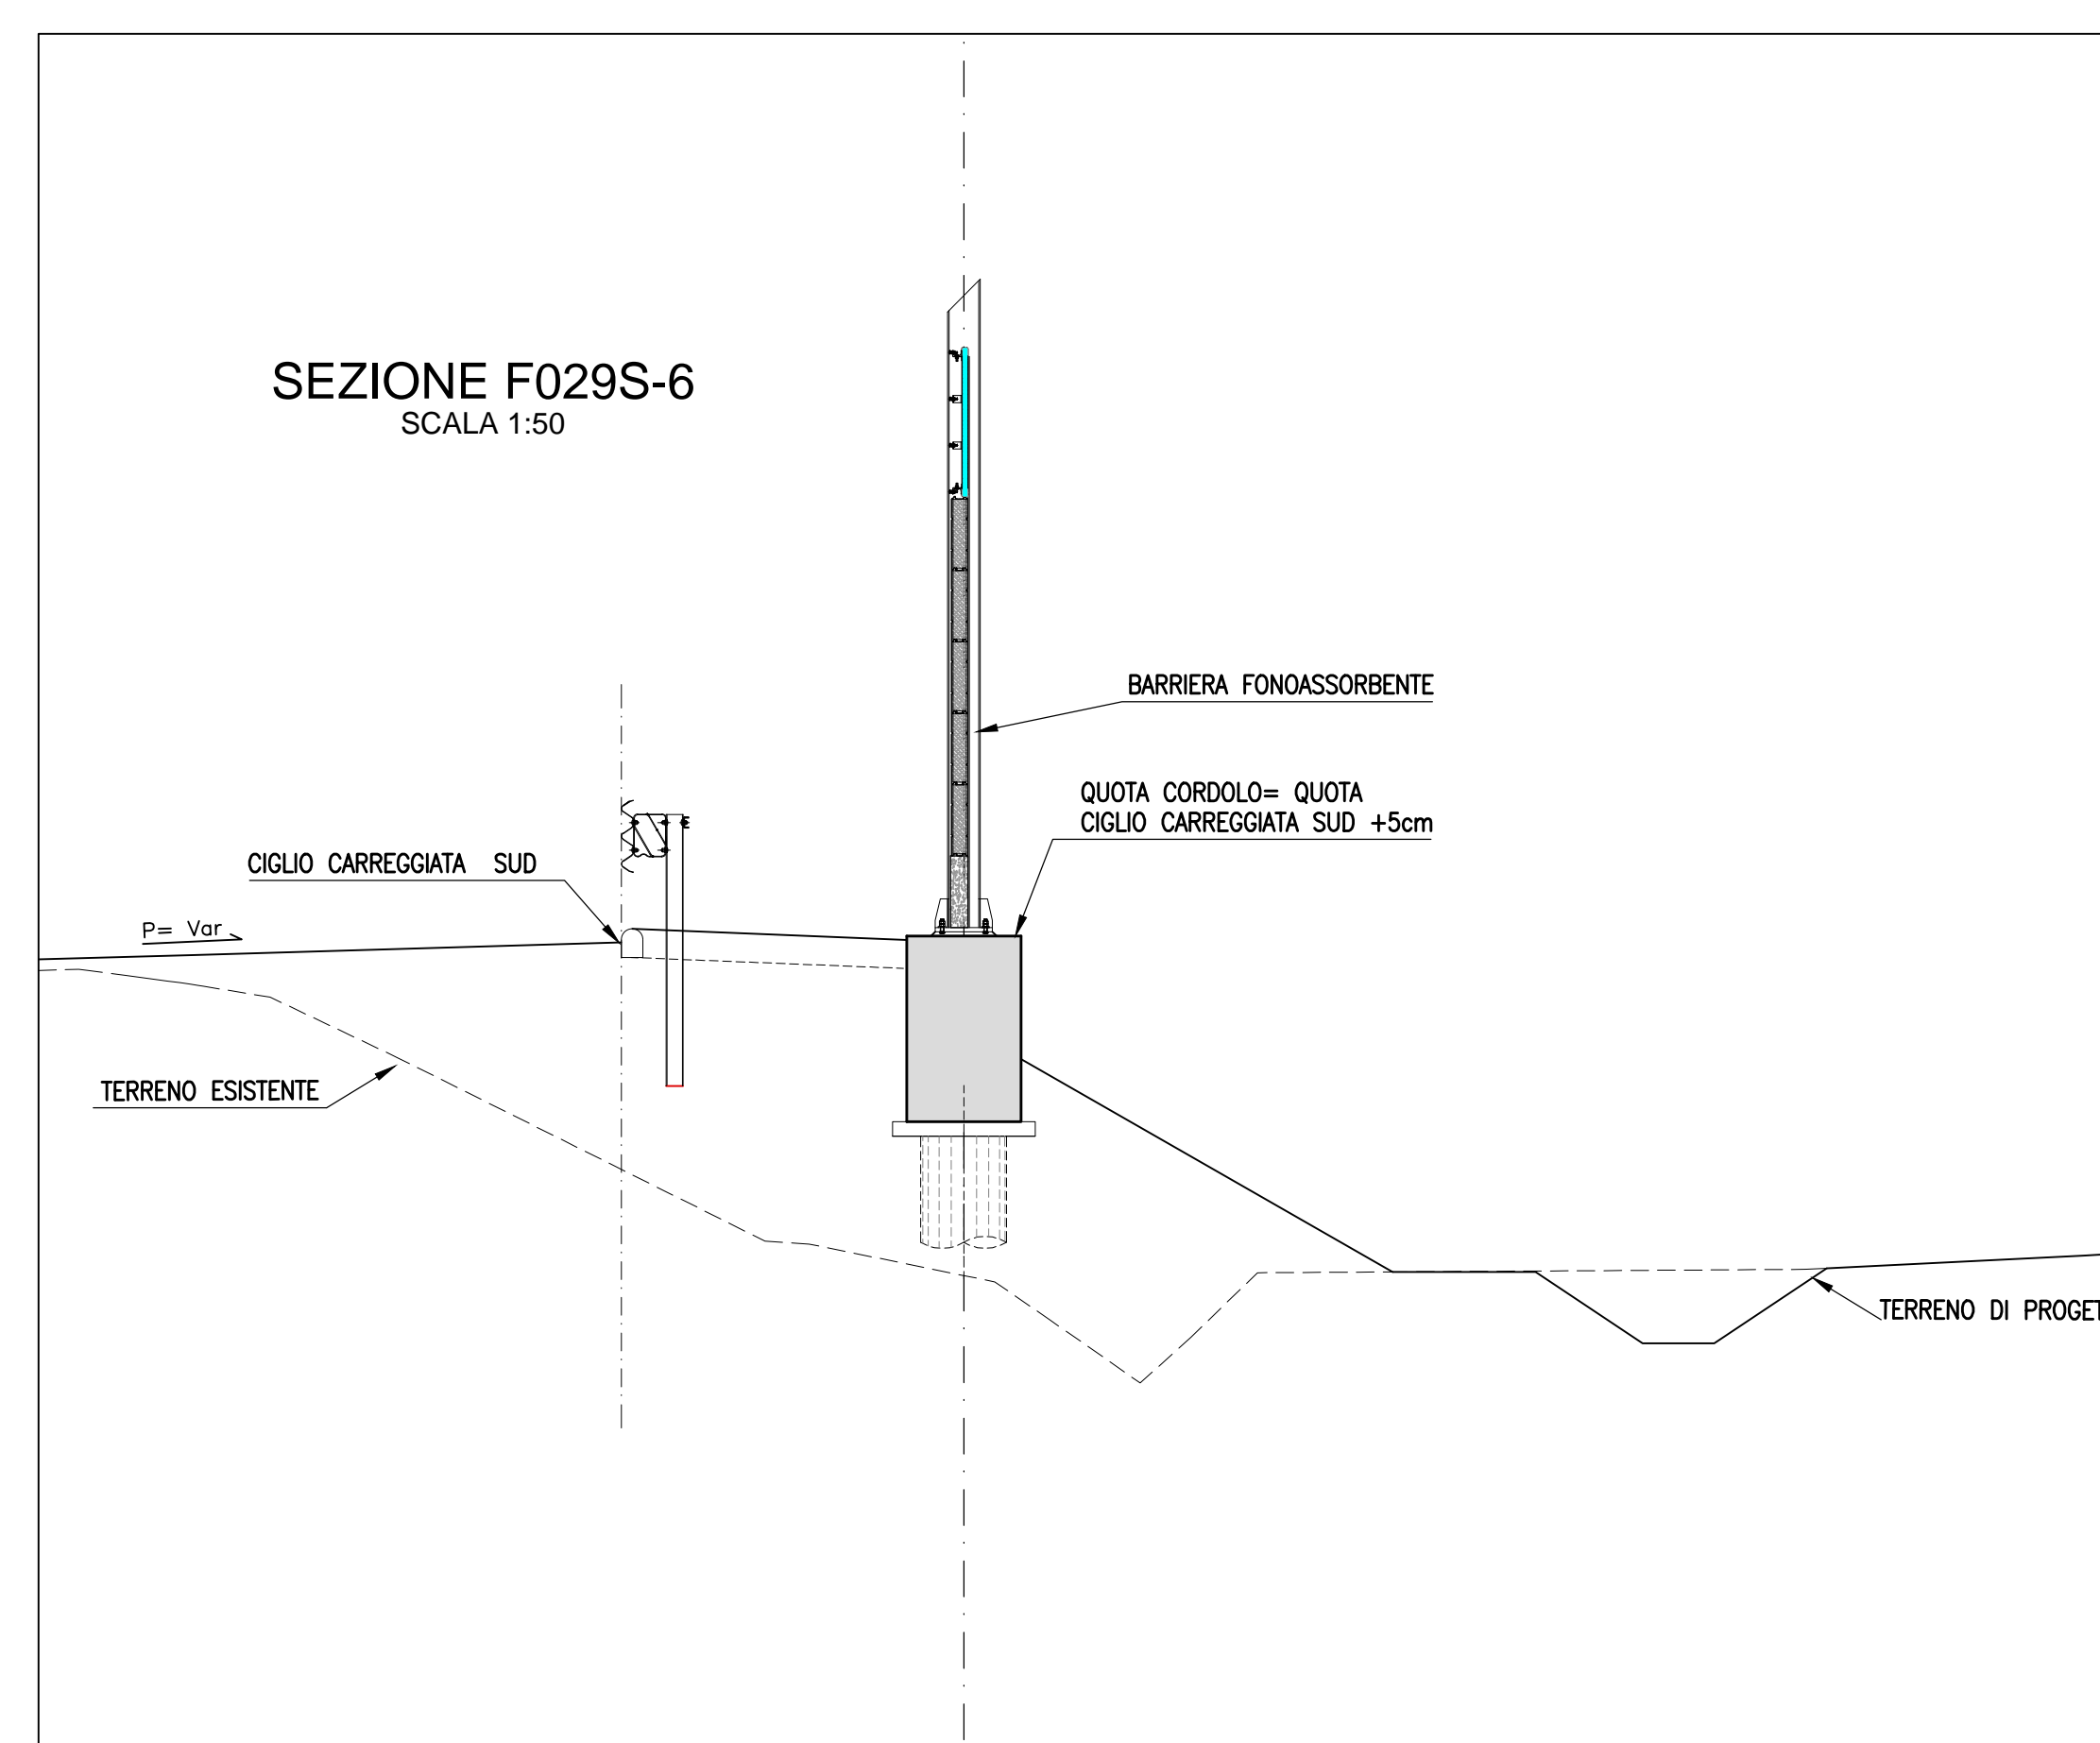 SEZIONE F029S-6
SCALA 1:50
BARRIERA FONOASSORBENTE
QUOTA CORDOLO= QUOTA
CIGLIO CARREGGIATA SUD +5cm
CIGLIO CARREGGIATA SUD
P= Var
TERRENO ESISTENTE
TERRENO DI PROGET